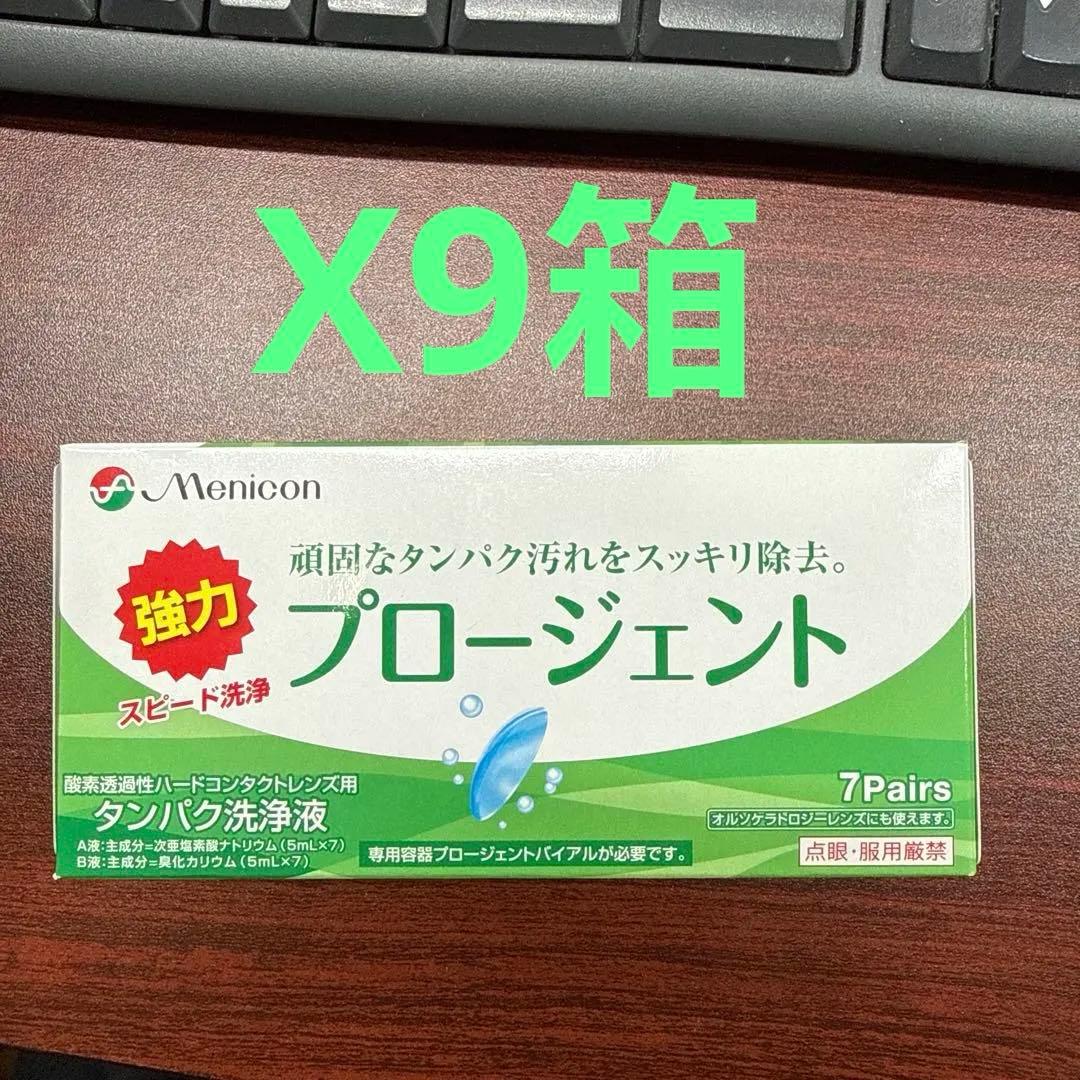 X9箱
Menicon
頑固なタンパク汚れをスッキリ除去。
強力
プロージェント
スピード洗浄
酸素透過性ハードコンタクトレンズ用
タンパク洗浄液
A液:主成分=次亜塩素酸ナトリウム(5mL×7)
B液:主成分=臭化カリウム(5mL×7)
専用容器プロージェントバイアルが必要です。
7Pairs
オルソケラトロジーレンズにも使えます。
点眼・服用厳禁